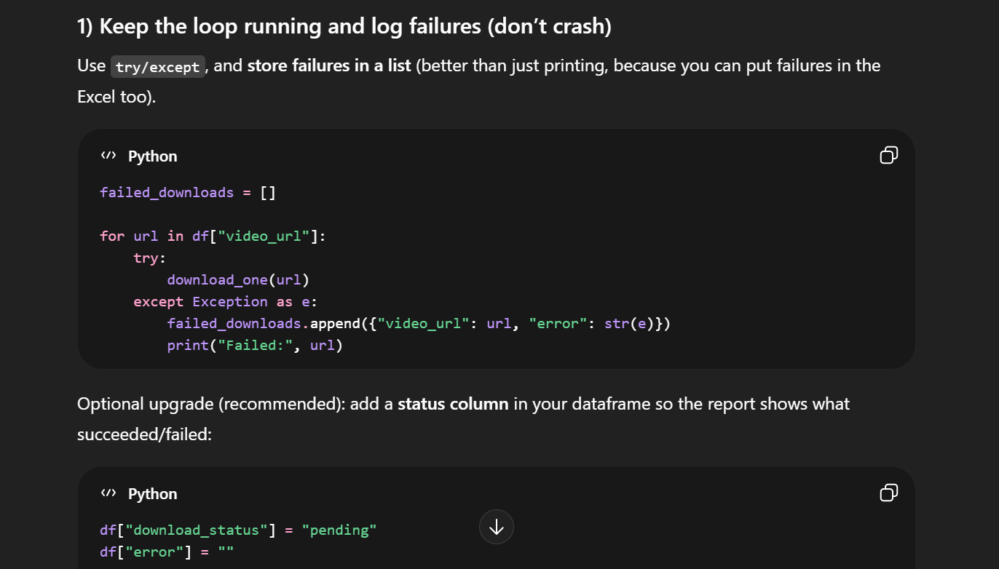 1) Keep the loop running and log failures (don’t crash)
Use try/except, and store failures in a list (better than just printing, because you can put failures in the
Excel too).
Python
failed_downloads = []
for url in df["video_url"]:
    try:
        download_one(url)
    except Exception as e:
        failed_downloads.append({"video_url": url, "error": str(e)})
        print("Failed:", url)
Optional upgrade (recommended): add a status column in your dataframe so the report shows what
succeeded/failed:
Python
df["download_status"] = "pending"
df["error"] = ""